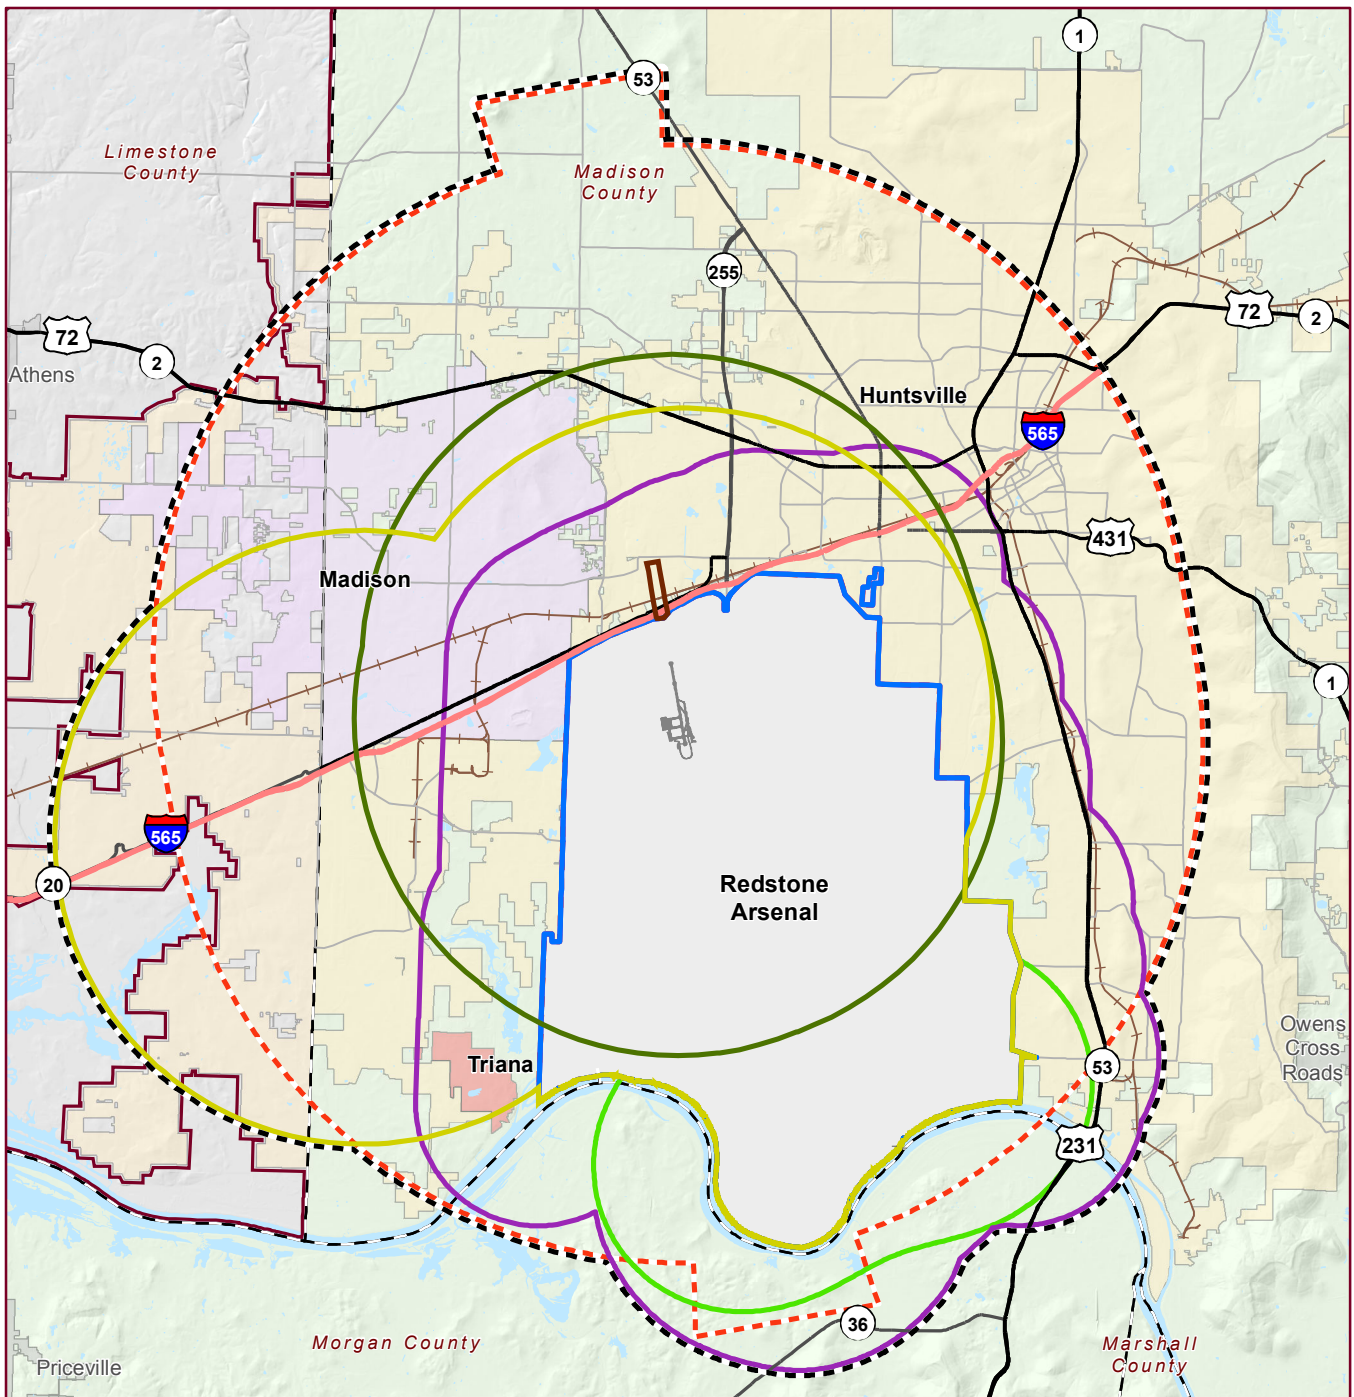 1
53
Limestone
County
Madison
County
255
72
2
72
2
Athens
Huntsville
565
431
Madison
1
565
20
Redstone
Arsenal
Owens
Cross
Roads
Triana
53
231
36
Morgan County
Marshall
County
Priceville